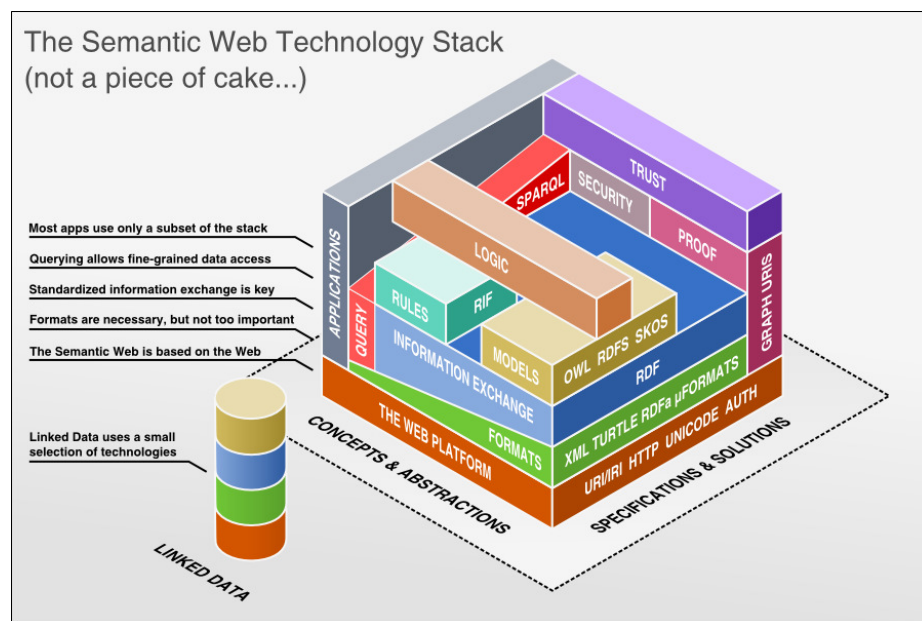 The Semantic Web Technology Stack
(not a piece of cake...)
Most apps use only a subset of the stack
Querying allows fine-grained data access
Standardized information exchange is key
Formats are necessary, but not too important
The Semantic Web is based on the Web
Linked Data uses a small
selection of technologies
LINKED DATA
APPLICATIONS
QUERY
SPARQL
SECURITY
TRUST
PROOF
GRAPH URIS
LOGIC
RULES
RIF
MODELS
OWL RDFS SKOS
INFORMATION EXCHANGE
RDF
FORMATS
XML TURTLE RDFa µFORMATS
THE WEB PLATFORM
URI/IRI HTTP UNICODE AUTH
CONCEPTS & ABSTRACTIONS
SPECIFICATIONS & SOLUTIONS